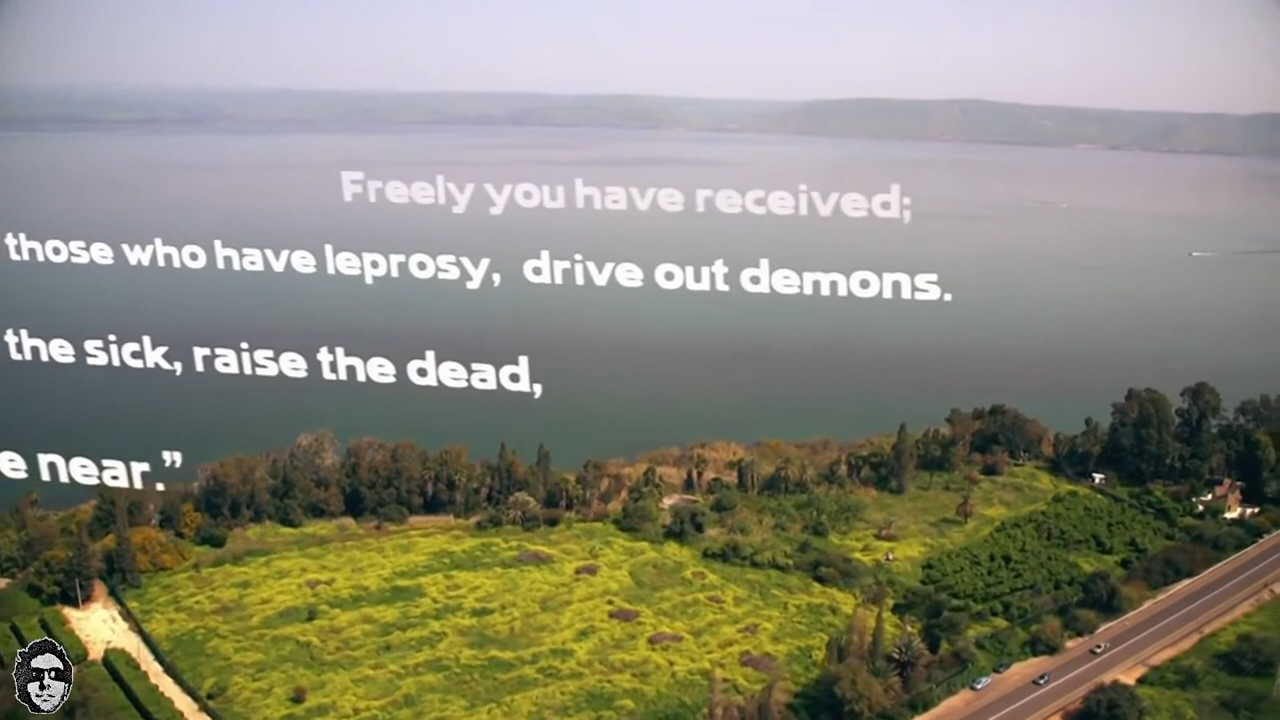 Freely you have received;
those who have leprosy, drive out demons.
the sick, raise the dead,
e near.”